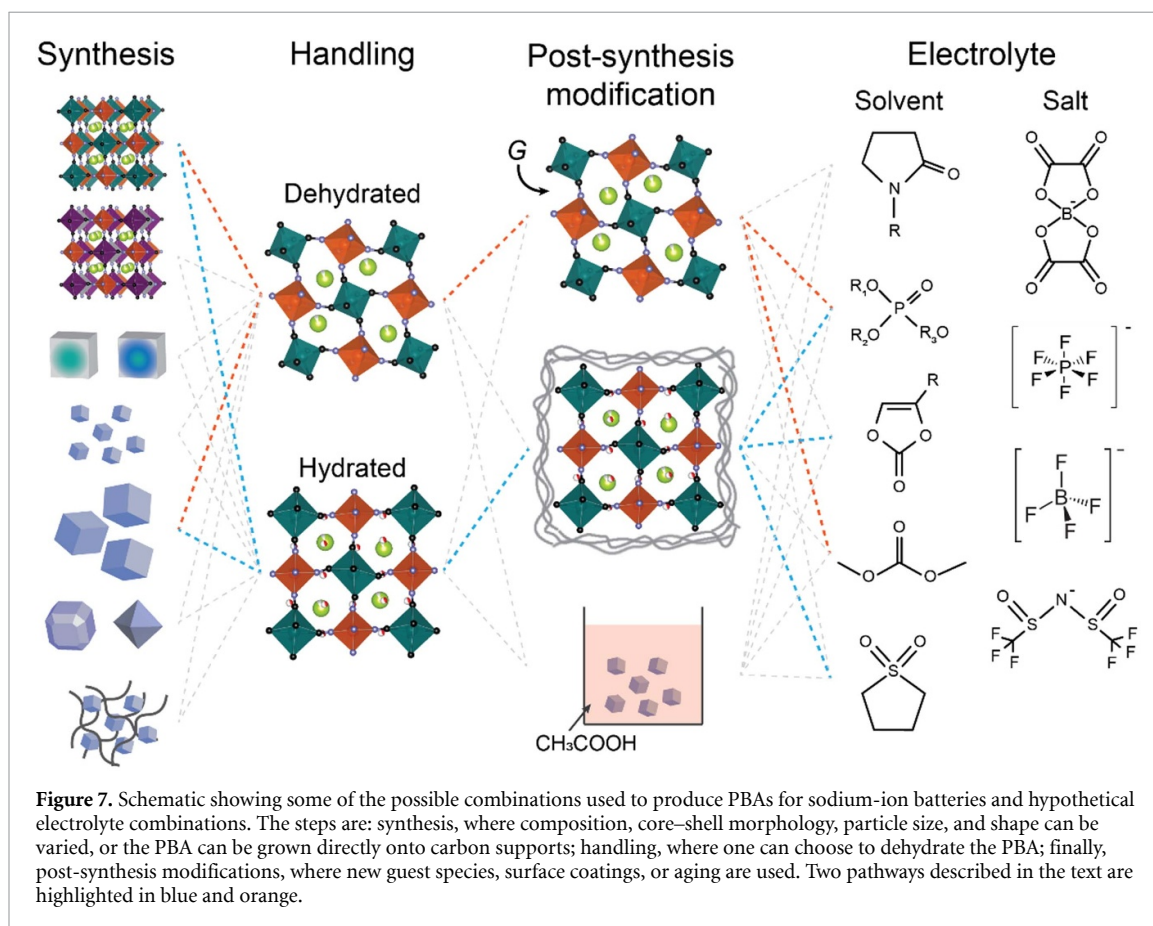 Synthesis
Handling
Post-synthesis
modification
Electrolyte
Solvent
Salt
Dehydrated
Hydrated
G
CH₃COOH
O
N
R
R₁O
O
P
R₂O
R₃O
R
O
O
O
O
O
O
O
O
S
O
O
O
O
B⁻
O
O
O
O
F
F
F
P
F
F
F
-
F
B
F
F
F
-
O
N⁻
O
S
S
O
O
F
F
F
F
F
F
Figure 7. Schematic showing some of the possible combinations used to produce PBAs for sodium-ion batteries and hypothetical
electrolyte combinations. The steps are: synthesis, where composition, core–shell morphology, particle size, and shape can be
varied, or the PBA can be grown directly onto carbon supports; handling, where one can choose to dehydrate the PBA; finally,
post-synthesis modifications, where new guest species, surface coatings, or aging are used. Two pathways described in the text are
highlighted in blue and orange.